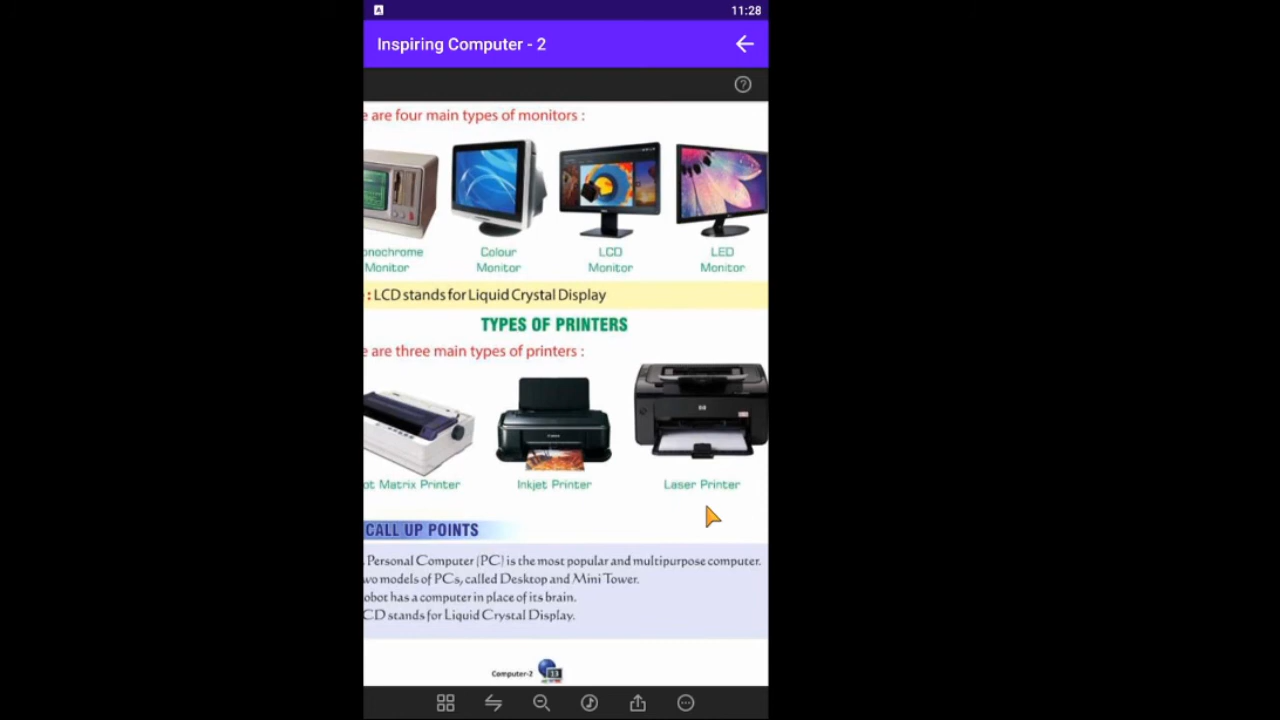 A 11:28
Inspiring Computer - 2
e are four main types of monitors :
onochrome Monitor
Colour Monitor
LCD Monitor
LED Monitor
: LCD stands for Liquid Crystal Display
TYPES OF PRINTERS
e are three main types of printers :
ot Matrix Printer
Inkjet Printer
Laser Printer
CALL UP POINTS
Personal Computer (PC) is the most popular and multipurpose computer.
wo models of PCs, called Desktop and Mini Tower.
obot has a computer in place of its brain.
CD stands for Liquid Crystal Display.
Computer-2 13